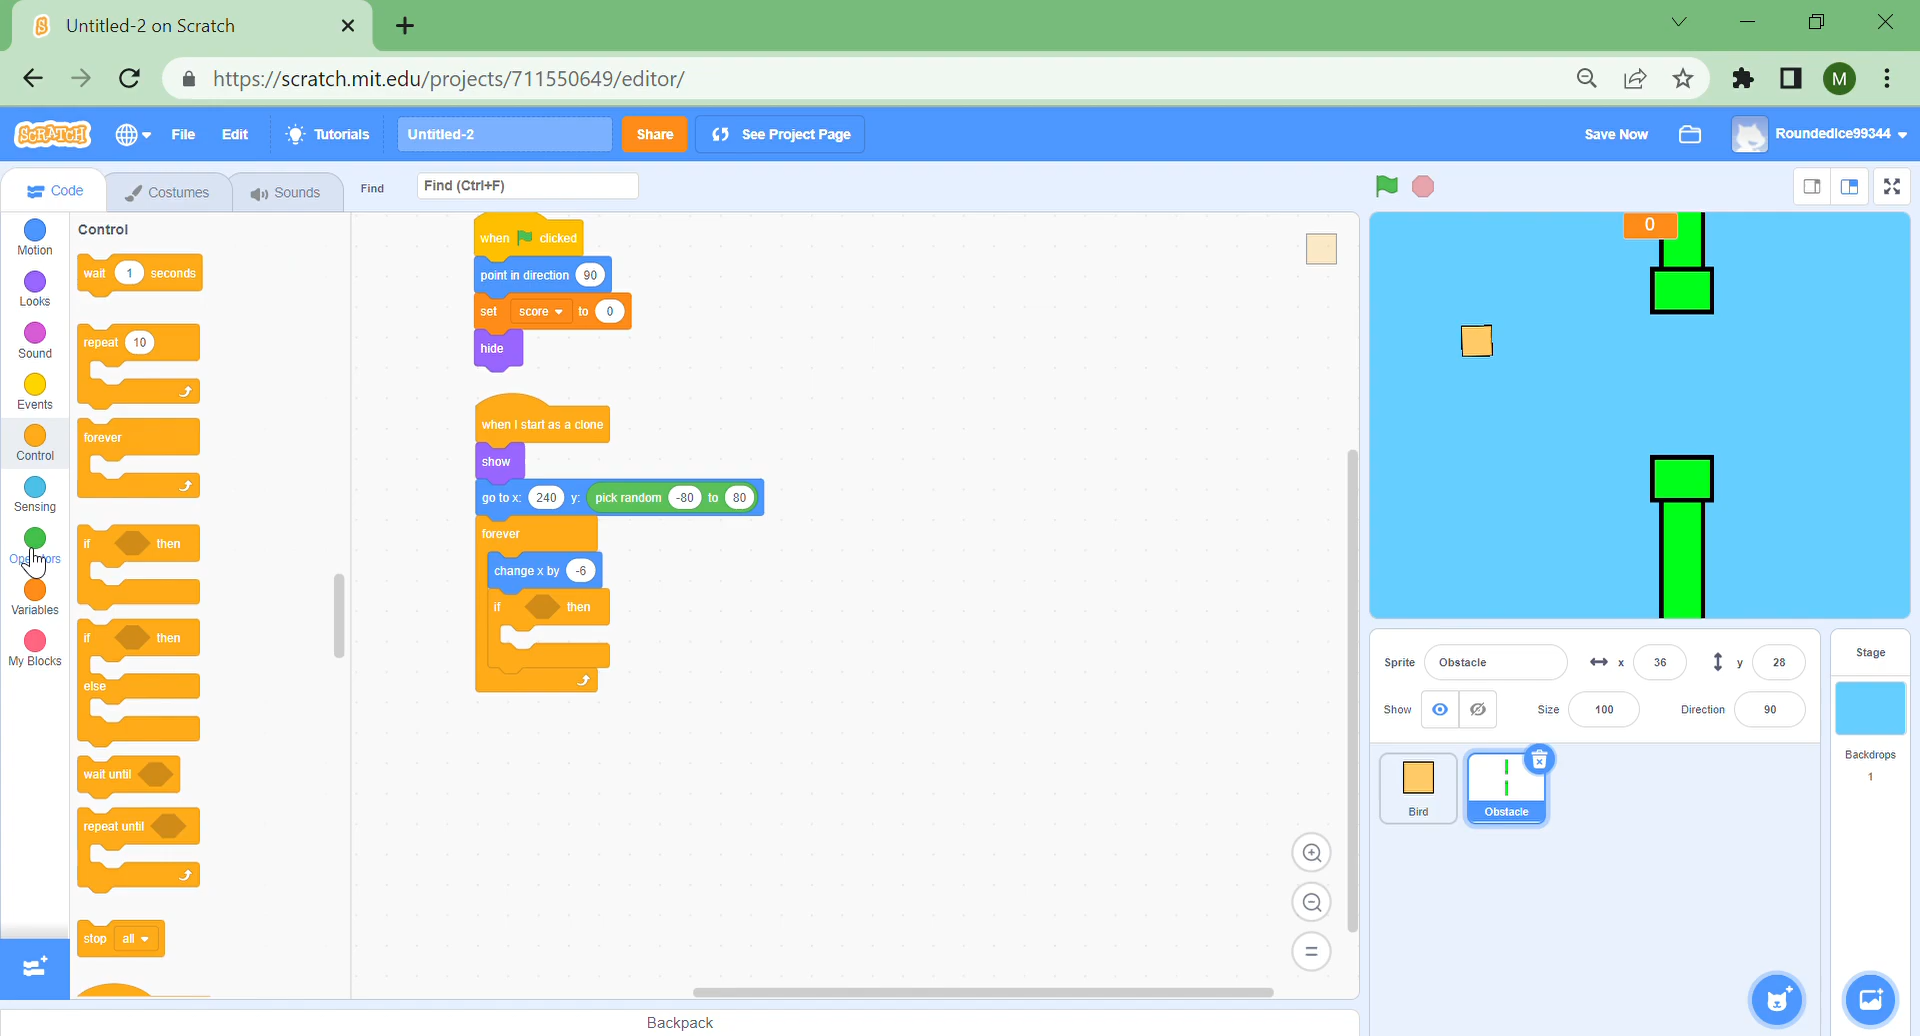 Untitled-2 on Scratch
https://scratch.mit.edu/projects/711550649/editor/
M
SCRATCH
File
Edit
Tutorials
Untitled-2
Share
See Project Page
Save Now
RoundedIce99344
Code
Costumes
Sounds
Find
Find (Ctrl+F)
Motion
Looks
Sound
Events
Control
Sensing
Variables
My Blocks
Control
wait 1 seconds
repeat 10
forever
if then
if then
else
wait until
repeat until
stop all
when clicked
point in direction 90
set score to 0
hide
when I start as a clone
show
go to x: 240 y: pick random -80 to 80
forever
change x by -6
if then
0
Sprite Obstacle x 36 y 28
Show Size 100 Direction 90
Bird
Obstacle
Stage
Backdrops
1
Backpack